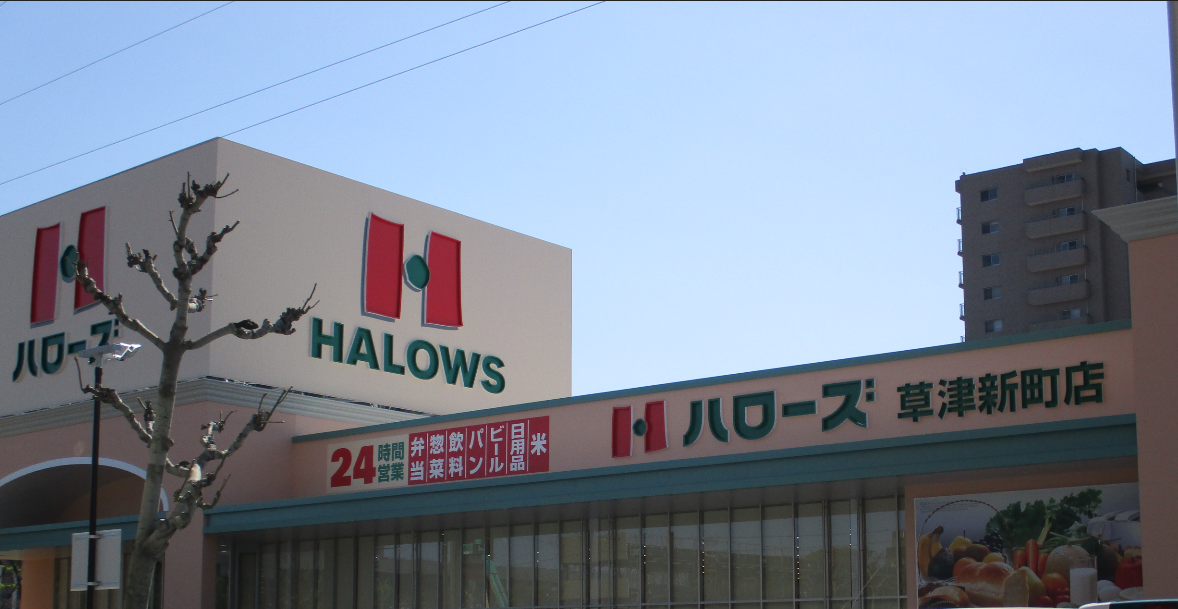 ハローズ
HALOWS
24時間営業 弁当 惣菜 飲料 パン ビール 日用品 米
ハローズ 草津新町店